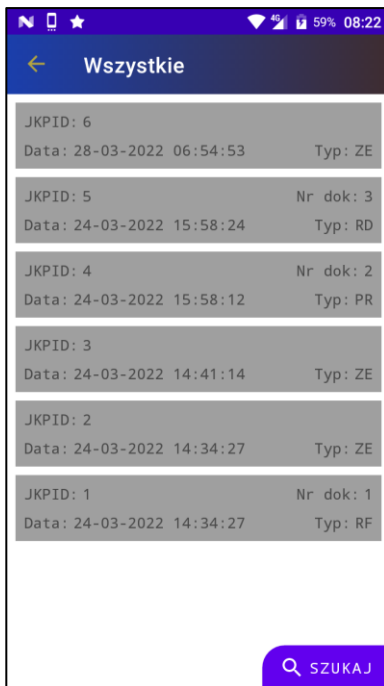 4G 59% 08:22
Wszystkie
JKPID: 6
Data: 28-03-2022 06:54:53 Typ: ZE
JKPID: 5 Nr dok: 3
Data: 24-03-2022 15:58:24 Typ: RD
JKPID: 4 Nr dok: 2
Data: 24-03-2022 15:58:12 Typ: PR
JKPID: 3
Data: 24-03-2022 14:41:14 Typ: ZE
JKPID: 2
Data: 24-03-2022 14:34:27 Typ: ZE
JKPID: 1 Nr dok: 1
Data: 24-03-2022 14:34:27 Typ: RF
SZUKAJ